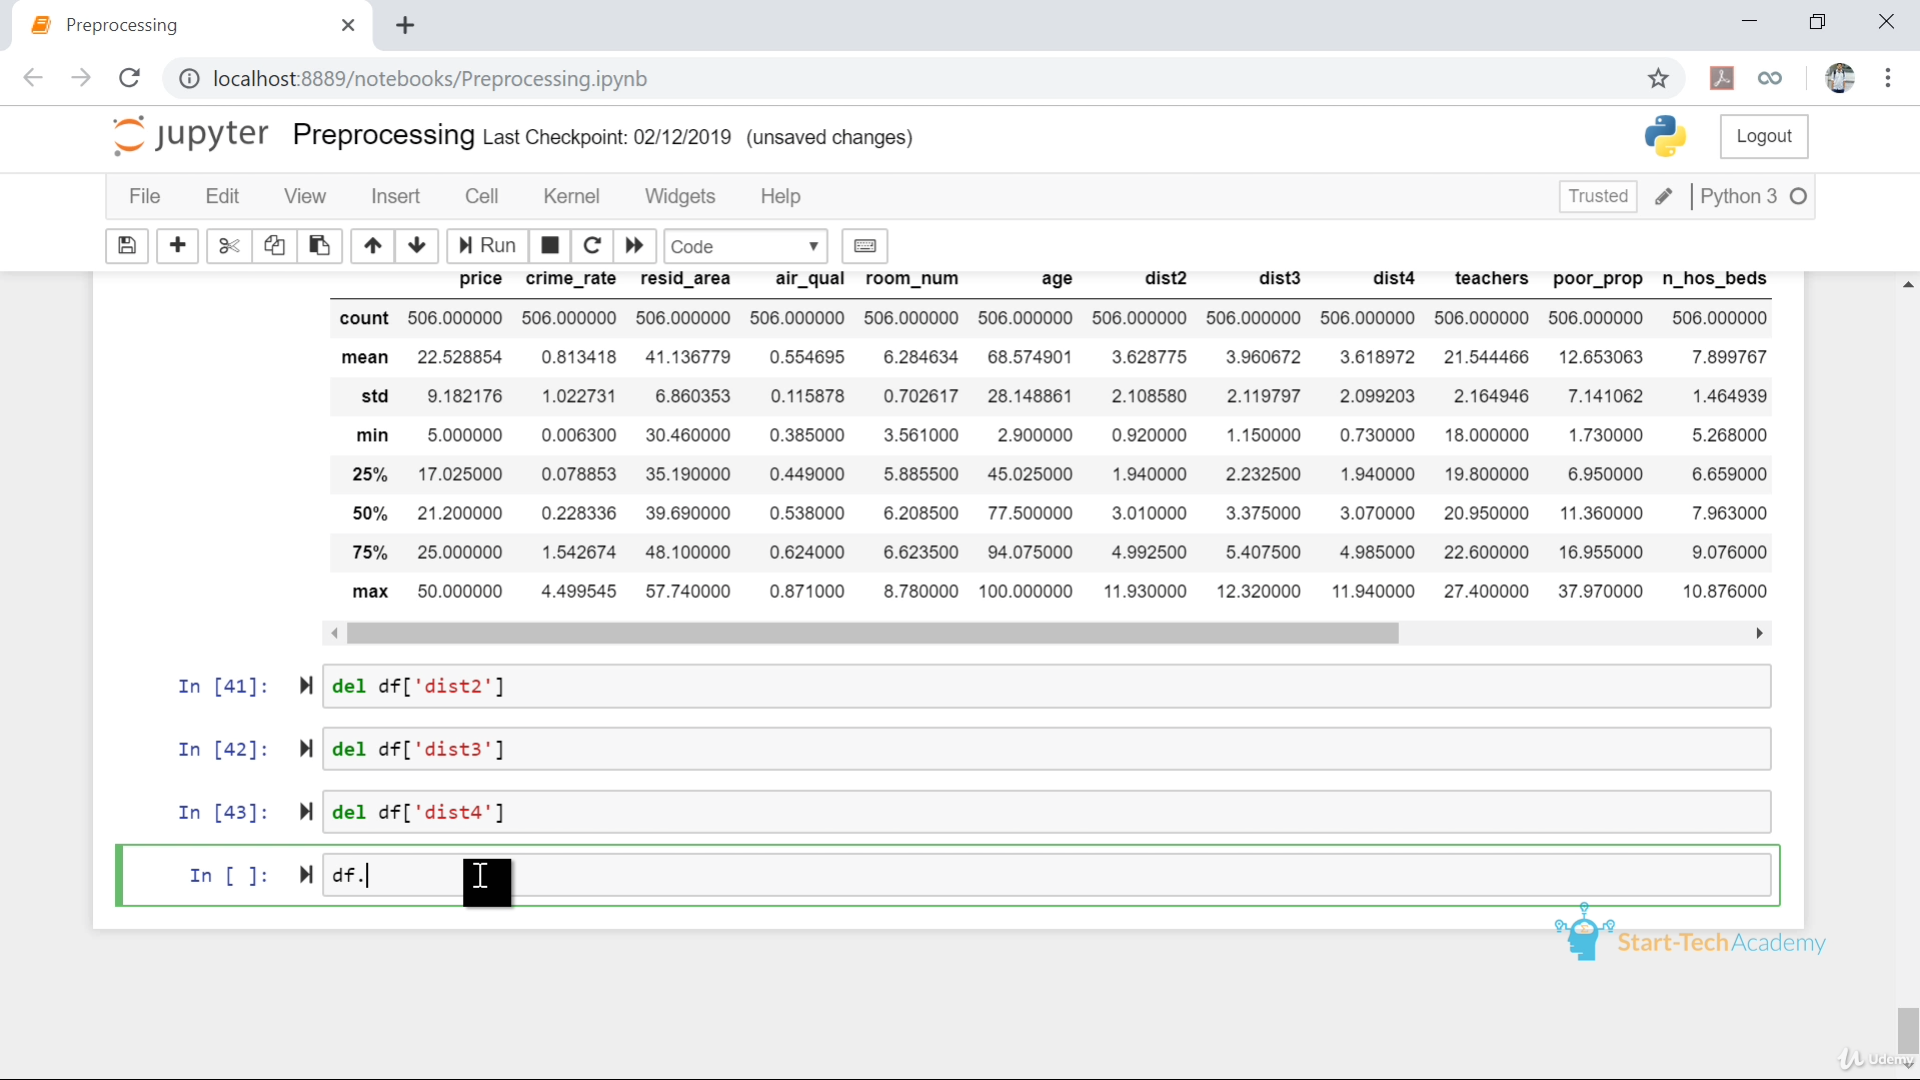 Preprocessing
localhost:8889/notebooks/Preprocessing.ipynb
jupyter Preprocessing Last Checkpoint: 02/12/2019 (unsaved changes) Logout
File Edit View Insert Cell Kernel Widgets Help Trusted Python 3
Run Code
price crime_rate resid_area air_qual room_num age dist2 dist3 dist4 teachers poor_prop n_hos_beds
count 506.000000 506.000000 506.000000 506.000000 506.000000 506.000000 506.000000 506.000000 506.000000 506.000000 506.000000 506.000000
mean 22.528854 0.813418 41.136779 0.554695 6.284634 68.574901 3.628775 3.960672 3.618972 21.544466 12.653063 7.899767
std 9.182176 1.022731 6.860353 0.115878 0.702617 28.148861 2.108580 2.119797 2.099203 2.164946 7.141062 1.464939
min 5.000000 0.006300 30.460000 0.385000 3.561000 2.900000 0.920000 1.150000 0.730000 18.000000 1.730000 5.268000
25% 17.025000 0.078853 35.190000 0.449000 5.885500 45.025000 1.940000 2.232500 1.940000 19.800000 6.950000 6.659000
50% 21.200000 0.228336 39.690000 0.538000 6.208500 77.500000 3.010000 3.375000 3.070000 20.950000 11.360000 7.963000
75% 25.000000 1.542674 48.100000 0.624000 6.623500 94.075000 4.992500 5.407500 4.985000 22.600000 16.955000 9.076000
max 50.000000 4.499545 57.740000 0.871000 8.780000 100.000000 11.930000 12.320000 11.940000 27.400000 37.970000 10.876000
In [41]: del df['dist2']
In [42]: del df['dist3']
In [43]: del df['dist4']
In [ ]: df.
Start-Tech Academy
Udemy